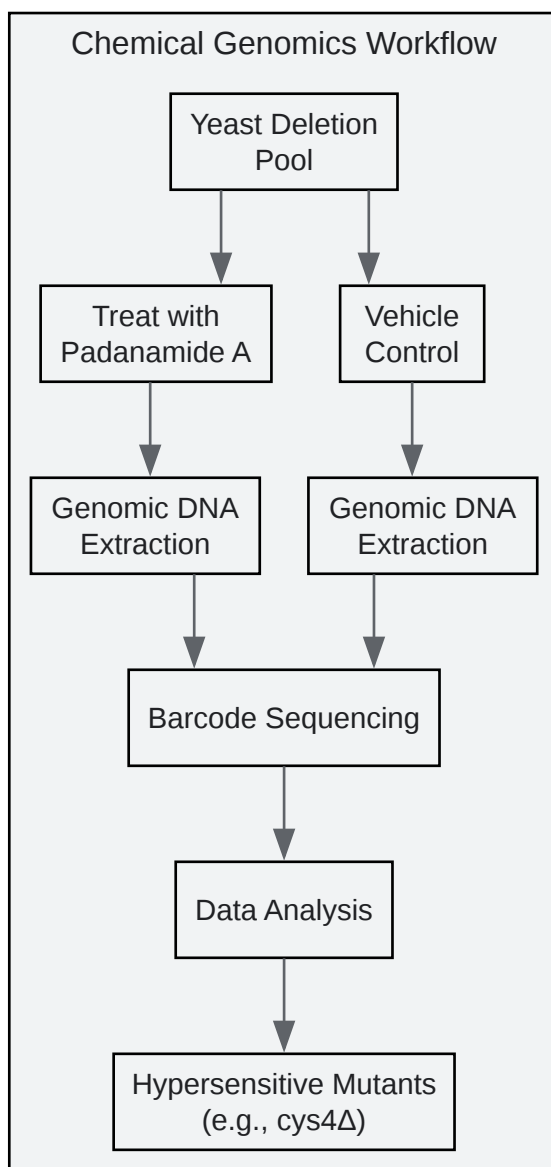 Chemical Genomics Workflow
Yeast Deletion
Pool
Treat with
Padanamide A
Vehicle
Control
Genomic DNA
Extraction
Genomic DNA
Extraction
Barcode Sequencing
Data Analysis
Hypersensitive Mutants
(e.g., cys4Δ)